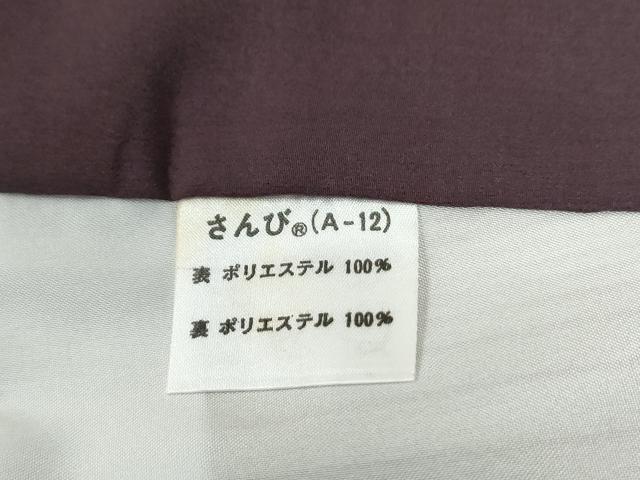 さんび®(A-12)
表 ポリエステル 100%
裏 ポリエステル 100%